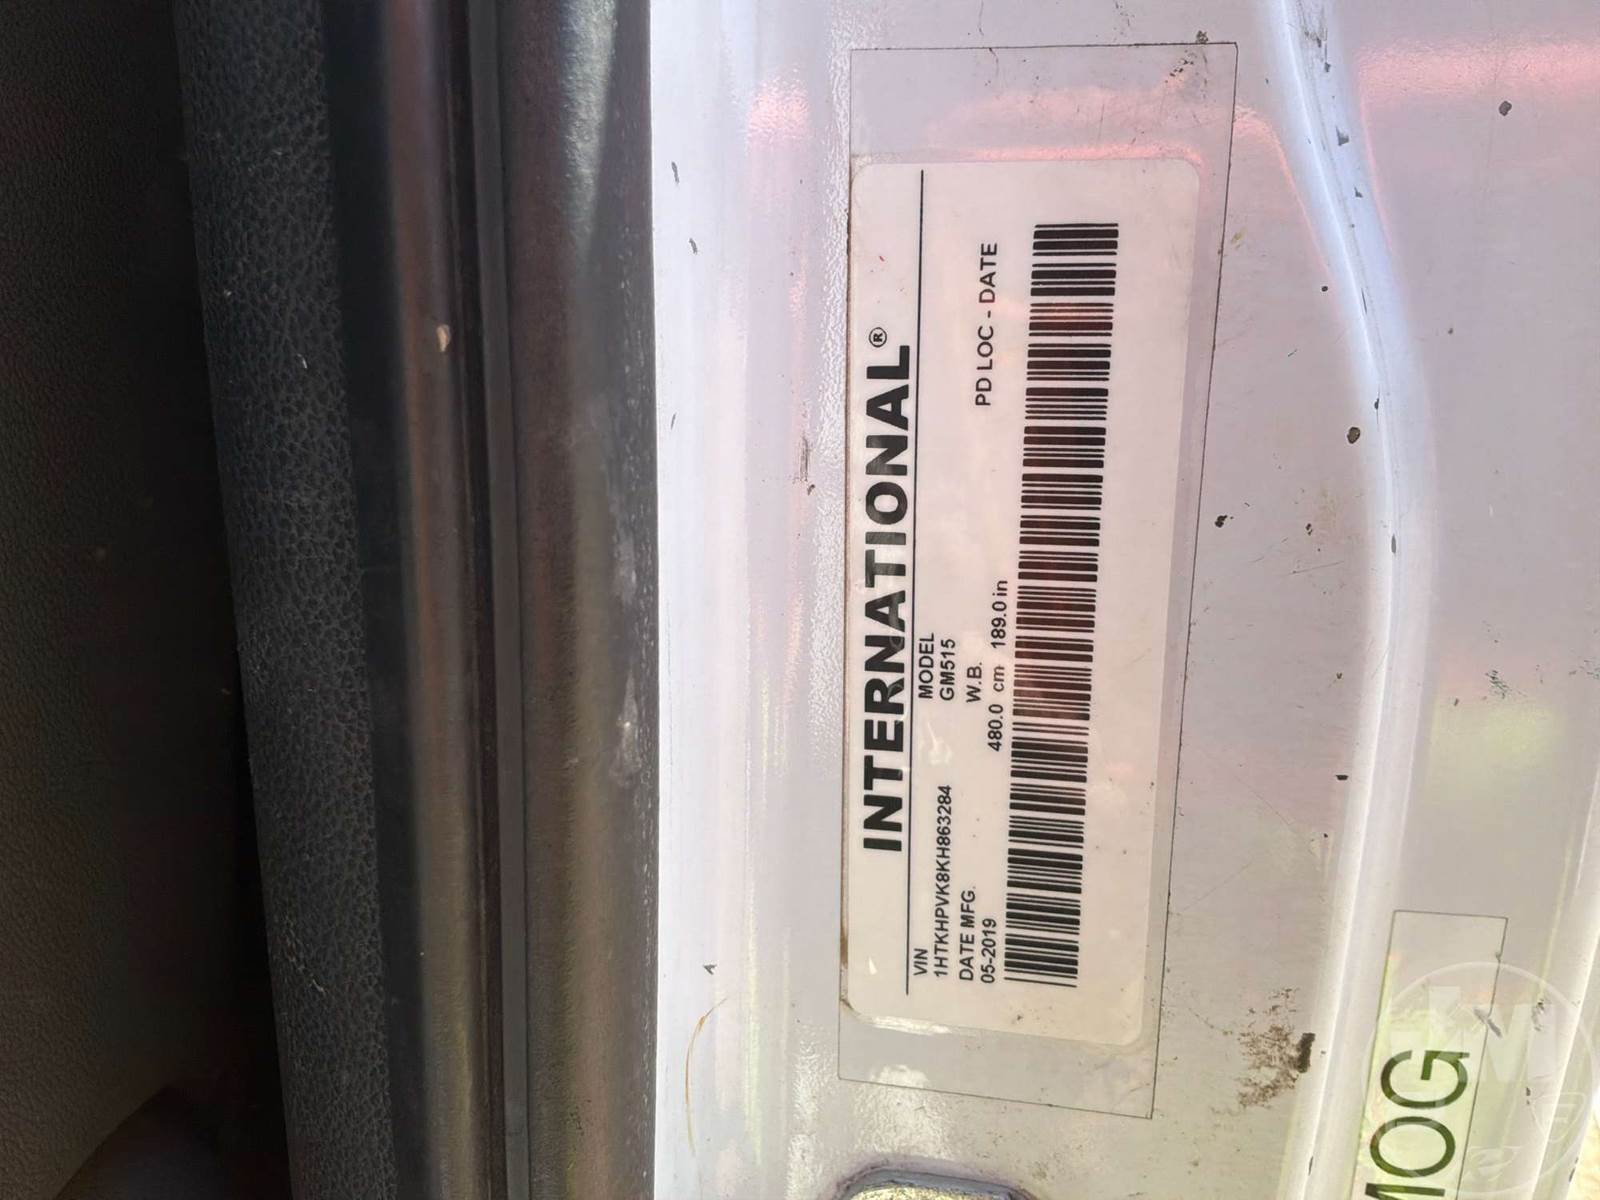 INTERNATIONAL®
VIN MODEL
1HTKHPVK8KH863284 GM515
DATE MFG. W.B. PD LOC - DATE
05-2019 480.0 cm 189.0 in
MOG